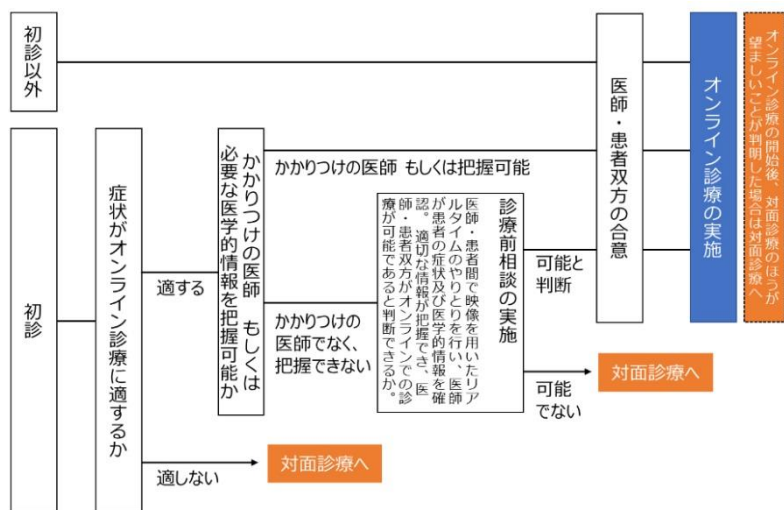 初診以外
初診
症状がオンライン診療に適するか
適する
適しない
対面診療へ
かかりつけの医師 もしくは
必要な医学的情報を把握可能か
かかりつけの医師 もしくは把握可能
かかりつけの
医師でなく、
把握できない
診療前相談の実施
医師・患者間で映像を用いたリア
ルタイムのやりとりを行い、医師
が患者の症状及び医学的情報を確
認。適切な情報が把握でき、医
師・患者双方がオンラインでの診
療が可能であると判断できるか。
可能と
判断
可能
でない
対面診療へ
医師・患者双方の合意
オンライン診療の実施
オンライン診療の開始後、対面診療のほうが
望ましいことが判明した場合は対面診療へ